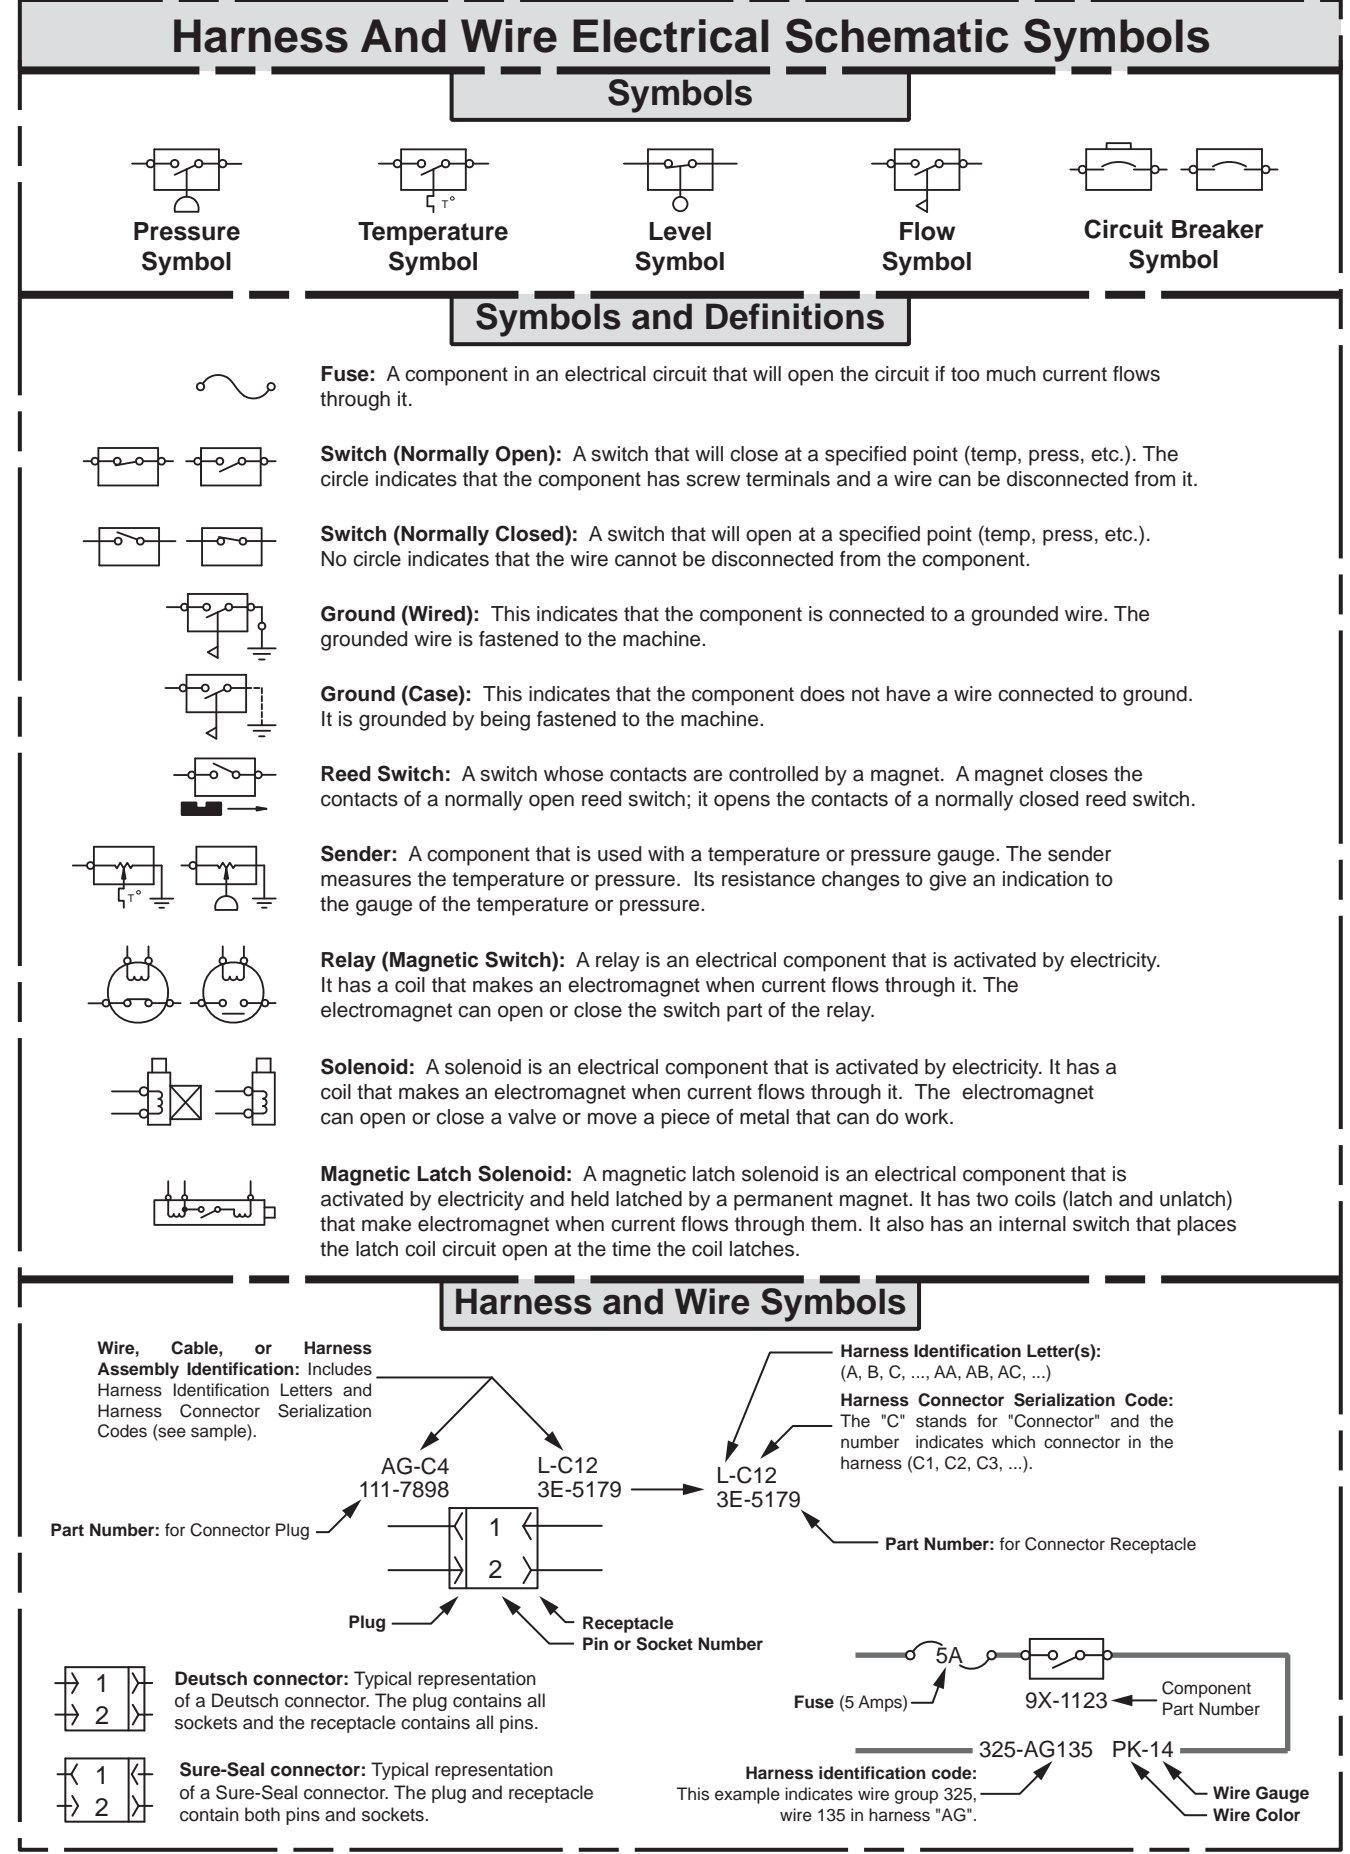 Harness And Wire Electrical Schematic Symbols
Symbols
T°
Pressure
Symbol
Temperature
Symbol
Level
Symbol
Flow
Symbol
Circuit Breaker
Symbol
Symbols and Definitions
Fuse: A component in an electrical circuit that will open the circuit if too much current flows
through it.
Switch (Normally Open): A switch that will close at a specified point (temp, press, etc.). The
circle indicates that the component has screw terminals and a wire can be disconnected from it.
Switch (Normally Closed): A switch that will open at a specified point (temp, press, etc.).
No circle indicates that the wire cannot be disconnected from the component.
Ground (Wired): This indicates that the component is connected to a grounded wire. The
grounded wire is fastened to the machine.
Ground (Case): This indicates that the component does not have a wire connected to ground.
It is grounded by being fastened to the machine.
Reed Switch: A switch whose contacts are controlled by a magnet. A magnet closes the
contacts of a normally open reed switch; it opens the contacts of a normally closed reed switch.
T°
Sender: A component that is used with a temperature or pressure gauge. The sender
measures the temperature or pressure. Its resistance changes to give an indication to
the gauge of the temperature or pressure.
Relay (Magnetic Switch): A relay is an electrical component that is activated by electricity.
It has a coil that makes an electromagnet when current flows through it. The
electromagnet can open or close the switch part of the relay.
Solenoid: A solenoid is an electrical component that is activated by electricity. It has a
coil that makes an electromagnet when current flows through it. The electromagnet
can open or close a valve or move a piece of metal that can do work.
Magnetic Latch Solenoid: A magnetic latch solenoid is an electrical component that is
activated by electricity and held latched by a permanent magnet. It has two coils (latch and unlatch)
that make electromagnet when current flows through them. It also has an internal switch that places
the latch coil circuit open at the time the coil latches.
Harness and Wire Symbols
Wire, Cable, or Harness
Assembly Identification: Includes
Harness Identification Letters and
Harness Connector Serialization
Codes (see sample).
Harness Identification Letter(s):
(A, B, C, ..., AA, AB, AC, ...)
Harness Connector Serialization Code:
The "C" stands for "Connector" and the
number indicates which connector in the
harness (C1, C2, C3, ...).
AG-C4
111-7898
L-C12
3E-5179
L-C12
3E-5179
Part Number: for Connector Plug
1
2
Part Number: for Connector Receptacle
Plug
Receptacle
Pin or Socket Number
1
2
Deutsch connector: Typical representation
of a Deutsch connector. The plug contains all
sockets and the receptacle contains all pins.
1
2
Sure-Seal connector: Typical representation
of a Sure-Seal connector. The plug and receptacle
contain both pins and sockets.
5A
Fuse (5 Amps)
9X-1123
Component
Part Number
325-AG135 PK-14
Harness identification code:
This example indicates wire group 325,
wire 135 in harness "AG".
Wire Gauge
Wire Color